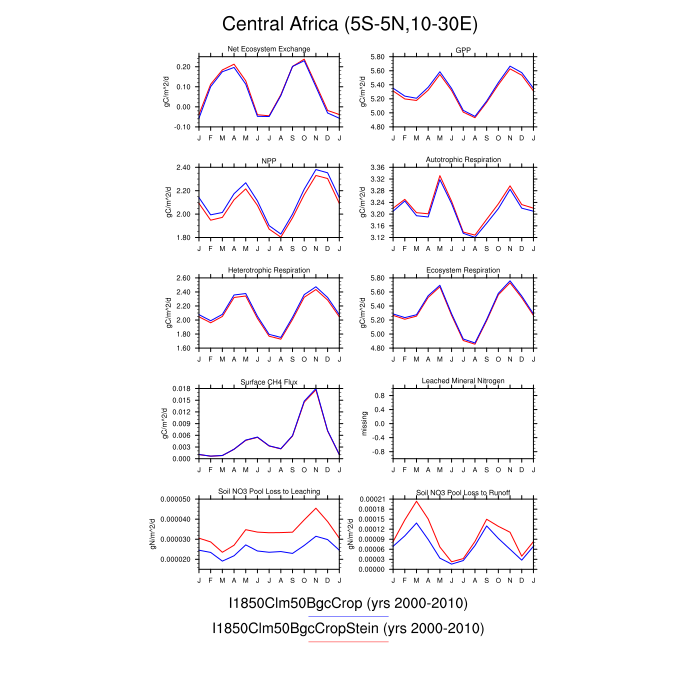 Central Africa (5S-5N,10-30E)
Net Ecosystem Exchange
gC/m^2/d
0.20
0.10
0.00
-0.10
J F M A M J J A S O N D J
GPP
gC/m^2/d
5.80
5.60
5.40
5.20
5.00
4.80
J F M A M J J A S O N D J
NPP
gC/m^2/d
2.40
2.20
2.00
1.80
J F M A M J J A S O N D J
Autotrophic Respiration
gC/m^2/d
3.36
3.28
3.24
3.20
3.16
3.12
J F M A M J J A S O N D J
Heterotrophic Respiration
gC/m^2/d
2.60
2.40
2.20
2.00
1.80
1.60
J F M A M J J A S O N D J
Ecosystem Respiration
gC/m^2/d
5.80
5.60
5.40
5.20
5.00
4.80
J F M A M J J A S O N D J
Surface CH4 Flux
gC/m^2/d
0.018
0.015
0.012
0.009
0.006
0.003
0.000
J F M A M J J A S O N D J
Leached Mineral Nitrogen
missing
0.8
0.4
-0.0
-0.4
-0.8
J F M A M J J A S O N D J
Soil NO3 Pool Loss to Leaching
gN/m^2/d
0.000050
0.000040
0.000030
0.000020
J F M A M J J A S O N D J
Soil NO3 Pool Loss to Runoff
gN/m^2/d
0.00021
0.00018
0.00015
0.00012
0.00009
0.00006
0.00003
0.00000
J F M A M J J A S O N D J
I1850Clm50BgcCrop (yrs 2000-2010)
I1850Clm50BgcCropStein (yrs 2000-2010)